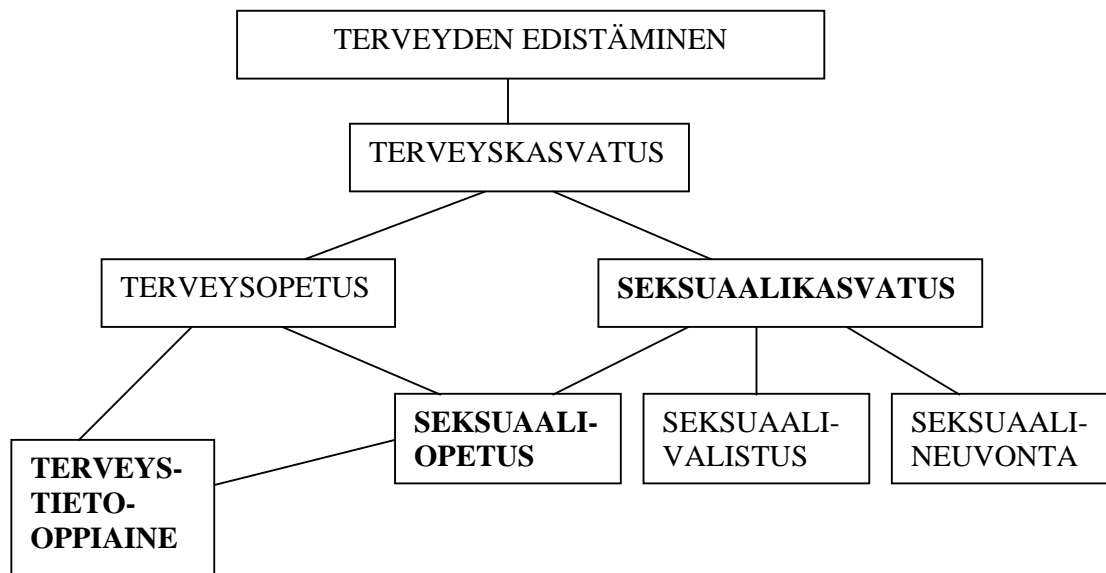 TERVEYDEN EDISTÄMINEN
TERVEYSKASVATUS
TERVEYSOPETUS
SEKSUAALIKASVATUS
SEKSUAALI-
OPETUS
SEKSUAALI-
VALISTUS
SEKSUAALI-
NEUVONTA
TERVEYS-
TIETO-
OPPIAINE